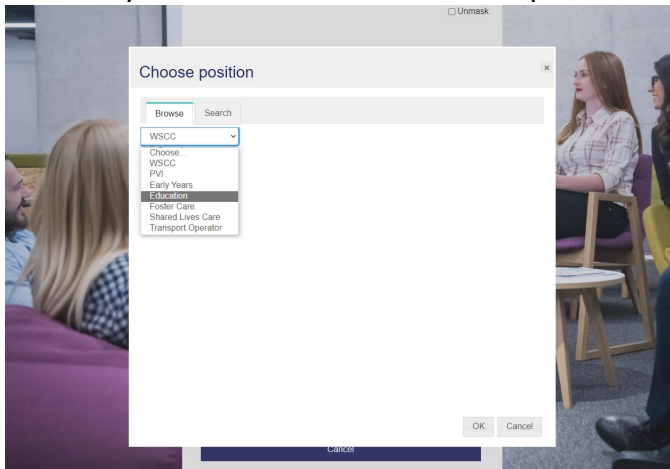 Unmask
Choose position
Browse Search
WSCC
Choose...
WSCC
PVI
Early Years
Education
Foster Care
Shared Lives Care
Transport Operator
OK Cancel
Cancel